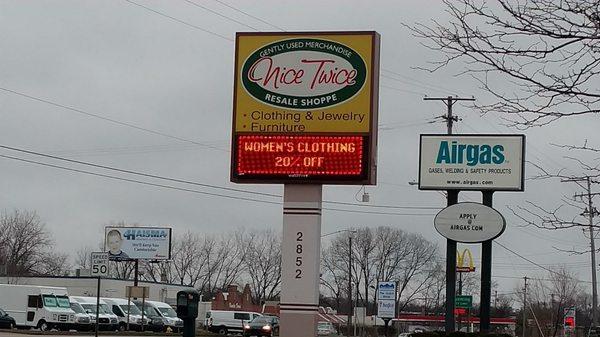 GENTLY USED MERCHANDISE
Nice Twice
RESALE SHOPPE
• Clothing & Jewelry
• Furniture
WOMEN'S CLOTHING
20% OFF
2852
Airgas
GASES, WELDING & SAFETY PRODUCTS
www.airgas.com
APPLY @
AIRGAS.COM
HAISMA
SPEED
LIMIT
50